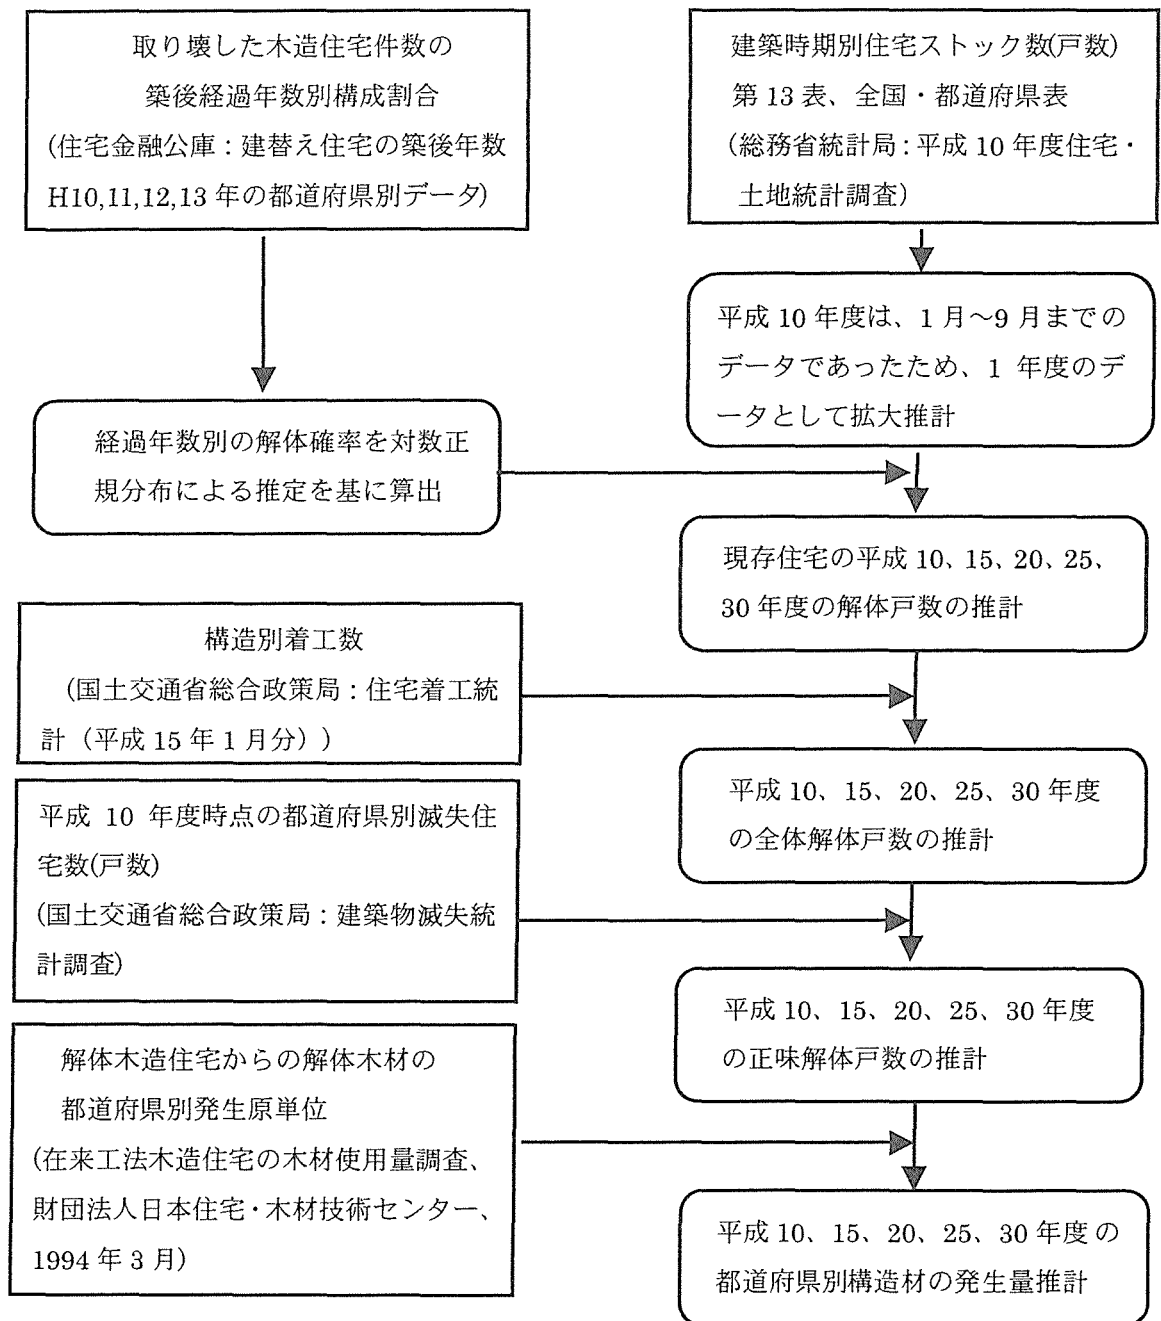 取り壊した木造住宅件数の
築後経過年数別構成割合
(住宅金融公庫：建替え住宅の築後年数
H10,11,12,13 年の都道府県別データ)
建築時期別住宅ストック数(戸数)
第 13 表、全国・都道府県表
(総務省統計局：平成 10 年度住宅・
土地統計調査)
平成 10 年度は、1 月～9 月までの
データであったため、1 年度のデ
ータとして拡大推計
経過年数別の解体確率を対数正
規分布による推定を基に算出
現存住宅の平成 10、15、20、25、
30 年度の解体戸数の推計
構造別着工数
（国土交通省総合政策局：住宅着工統
計（平成 15 年 1 月分））
平成 10、15、20、25、30 年度
の全体解体戸数の推計
平成 10 年度時点の都道府県別滅失住
宅数(戸数)
(国土交通省総合政策局：建築物滅失統
計調査)
平成 10、15、20、25、30 年度
の正味解体戸数の推計
解体木造住宅からの解体木材の
都道府県別発生原単位
(在来工法木造住宅の木材使用量調査、
財団法人日本住宅・木材技術センター、
1994 年 3 月)
平成 10、15、20、25、30 年度 の
都道府県別構造材の発生量推計